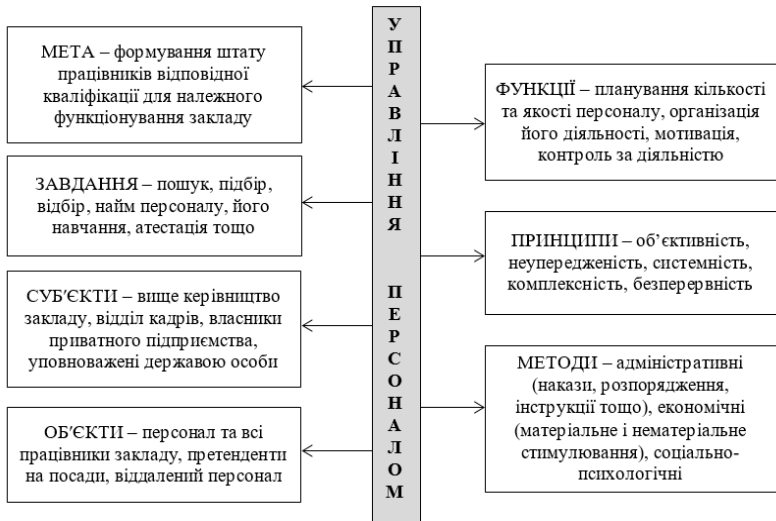 МЕТА – формування штату
працівників відповідної
кваліфікації для належного
функціонування закладу
ЗАВДАННЯ – пошук, підбір,
відбір, найм персоналу, його
навчання, атестація тощо
СУБ'ЄКТИ – вище керівництво
закладу, відділ кадрів, власники
приватного підприємства,
уповноважені державою особи
ОБ'ЄКТИ – персонал та всі
працівники закладу, претенденти
на посади, віддалений персонал
УПРАВЛІННЯ ПЕРСОНАЛОМ
ФУНКЦІЇ – планування кількості
та якості персоналу, організація
його діяльності, мотивація,
контроль за діяльністю
ПРИНЦИПИ – об’єктивність,
неупередженість, системність,
комплексність, безперервність
МЕТОДИ – адміністративні
(накази, розпорядження,
інструкції тощо), економічні
(матеріальне і нематеріальне
стимулювання), соціально-
психологічні